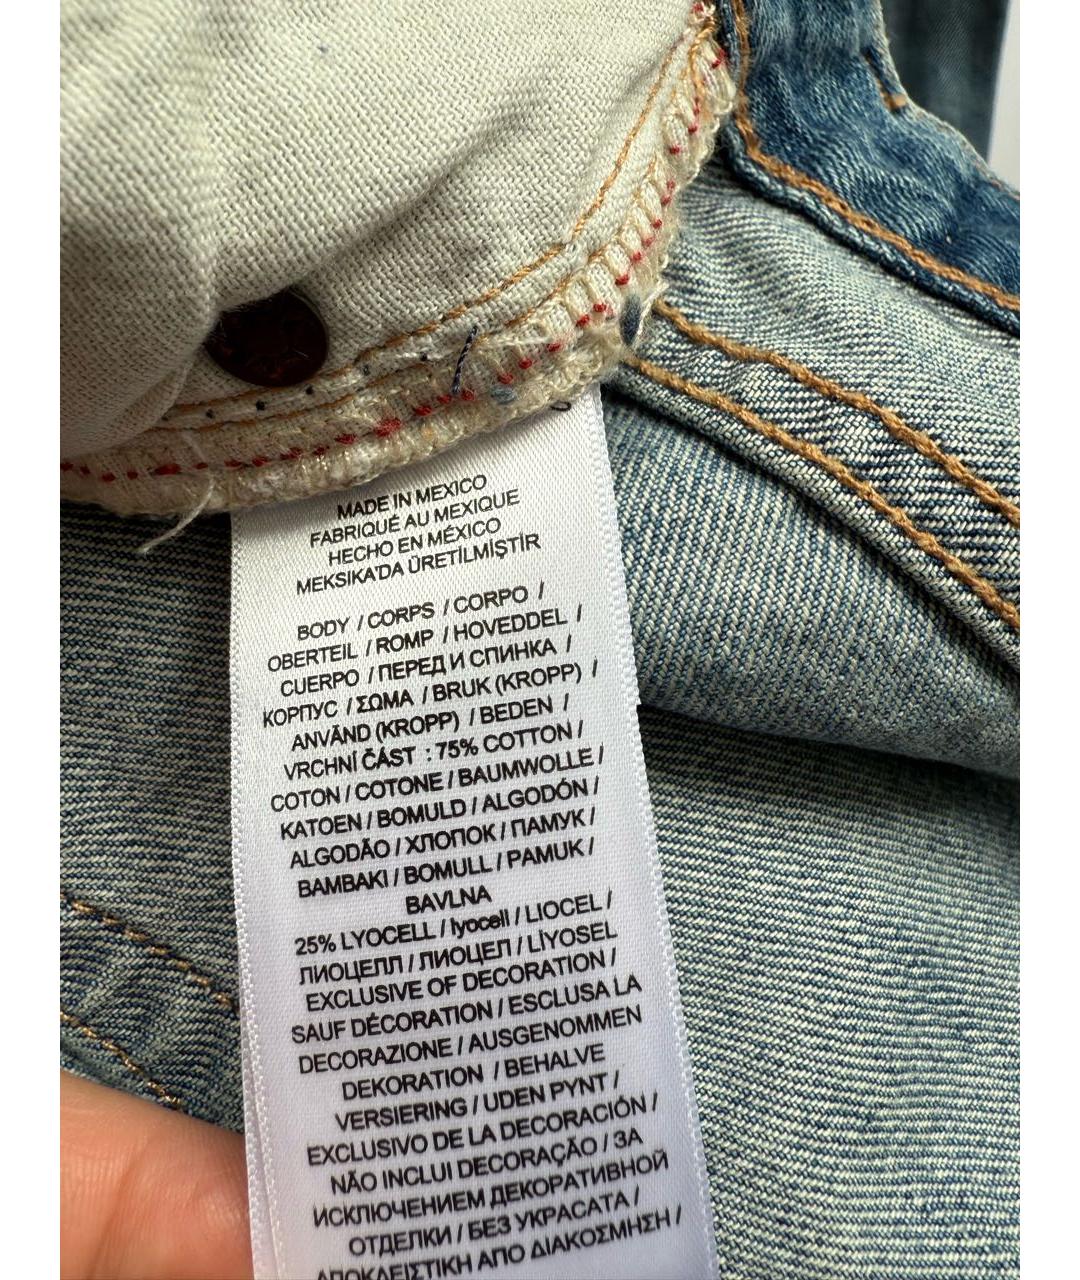 MADE IN MEXICO
FABRIQUÉ AU MEXIQUE
HECHO EN MÉXICO
MEKSIKA'DA ÜRETİLMİŞTİR
BODY / CORPS / CORPO /
OBERTEIL / ROMP / HOVEDDEL /
CUERPO / ПЕРЕД И СПИНКА /
КОРПУС / ΣΩΜΑ / BRUK (KROPP) /
ANVÄND (KROPP) / BEDEN /
VRCHNÍ ČÁST : 75% COTTON /
COTON / COTONE / BAUMWOLLE /
KATOEN / BOMULD / ALGODÓN /
ALGODÃO / ХЛОПОК / ПАМУК /
BAMBAKI / BOMULL / PAMUK /
BAVLNA
25% LYOCELL / lyocell / LIOCEL /
ЛИОЦЕЛЛ / ЛИОЦЕЛ / LİYOSEL
EXCLUSIVE OF DECORATION /
SAUF DÉCORATION / ESCLUSA LA
DECORAZIONE / AUSGENOMMEN
DEKORATION / BEHALVE
VERSIERING / UDEN PYNT /
EXCLUSIVO DE LA DECORACIÓN /
NÃO INCLUI DECORAÇÃO / ЗА
ИСКЛЮЧЕНИЕМ ДЕКОРАТИВНОЙ
ОТДЕЛКИ / БЕЗ УКРАСАТА /
ΑΠΟΚΛΕΙΣΤΙΚΗ ΑΠΟ ΔΙΑΚΟΣΜΗΣΗ /